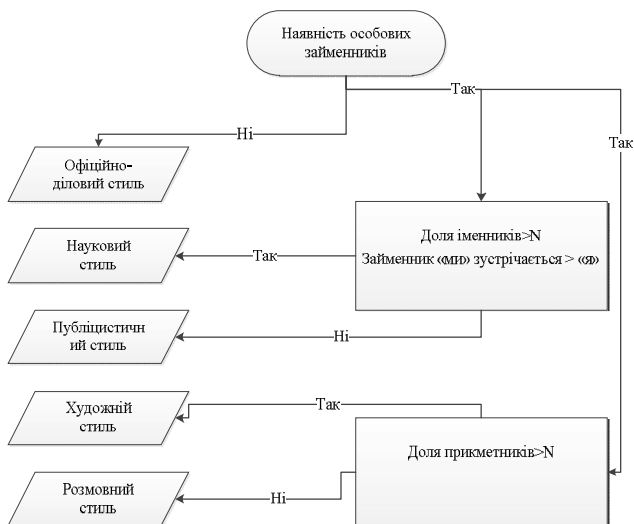 Наявність особових
займенників
Так
Ні
Так
Офіційно-
діловий стиль
Доля іменників>N
Займенник «ми» зустрічається > «я»
Науковий
стиль
Так
Публіцистичн
ий стиль
Ні
Художній
стиль
Так
Доля прикметників>N
Розмовний
стиль
Ні